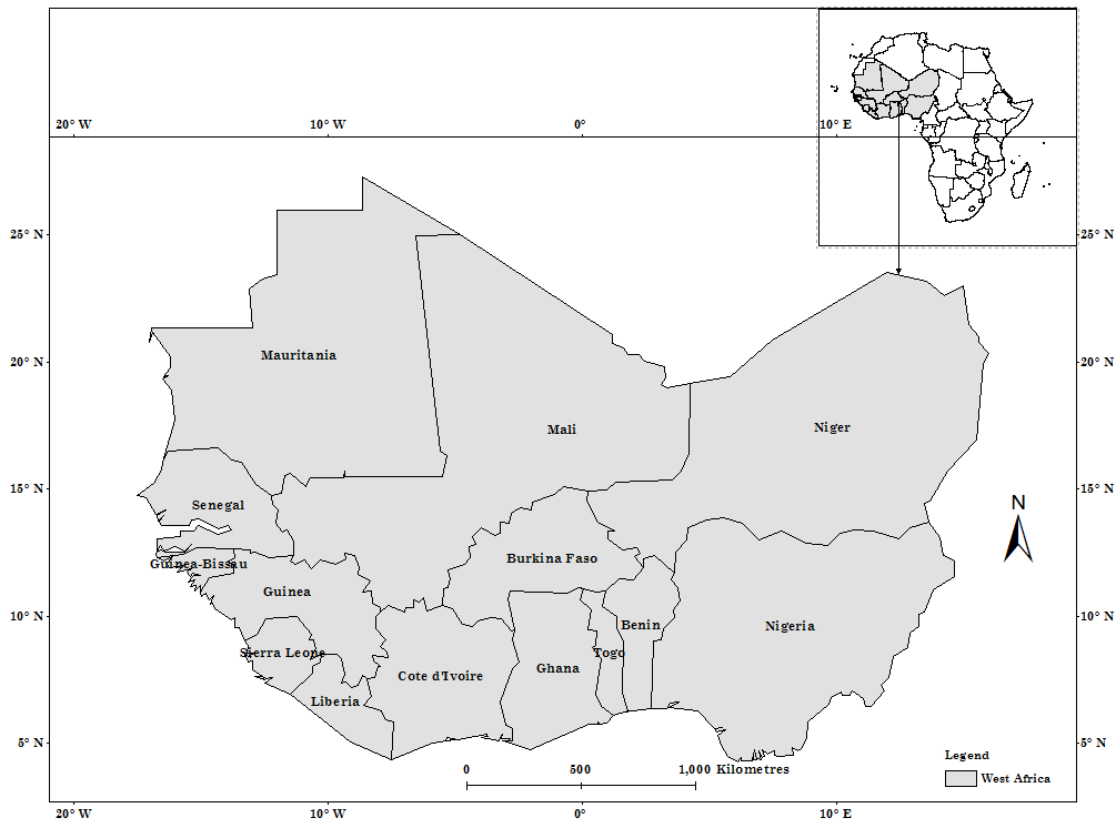 20° W
10° W
0°
10° E
25° N
25° N
Mauritania
20° N
20° N
Mali
Niger
15° N
15° N
Senegal
N
Burkina Faso
Guinea-Bissau
Guinea
10° N
10° N
Benin
Nigeria
Sierra Leone
Togo
Ghana
Cote d'Ivoire
Liberia
5° N
5° N
Legend
0
500
1,000 Kilometres
West Africa
20° W
10° W
0°
10° E